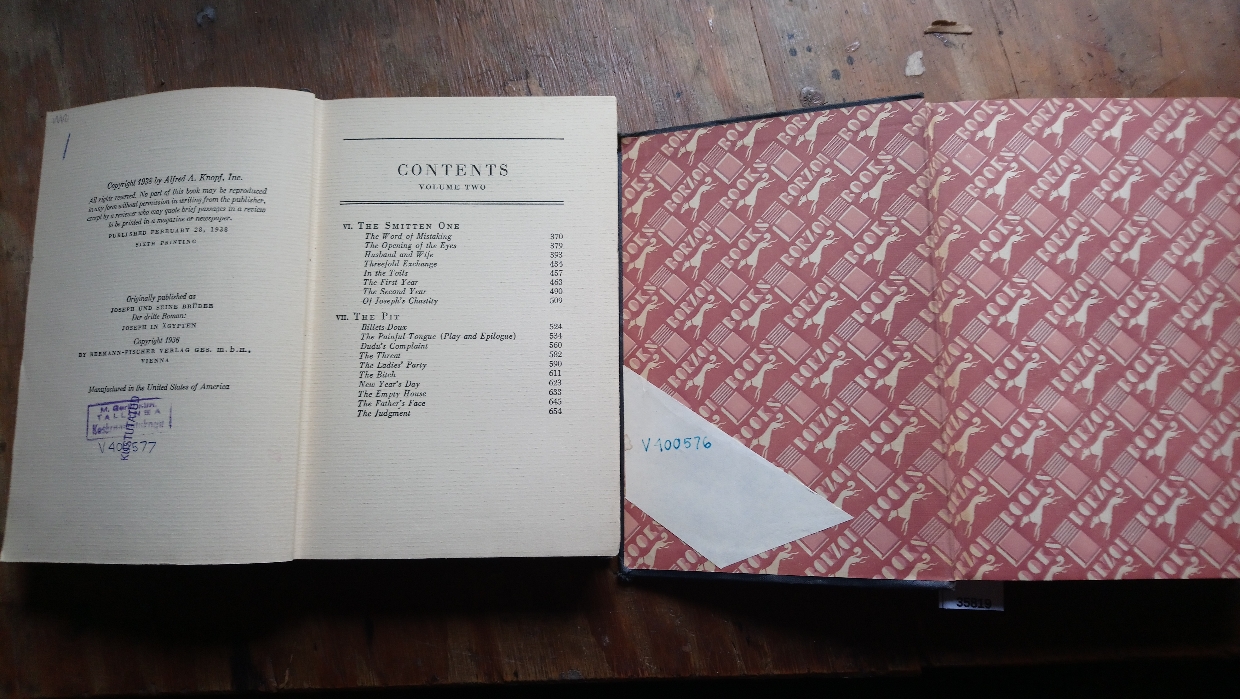 Copyright 1938 by Alfred A. Knopf, Inc.
All rights reserved. No part of this book may be reproduced
in any form without permission in writing from the publisher,
except by a reviewer who may quote brief passages in a review
to be printed in a magazine or newspaper.
PUBLISHED FEBRUARY 28, 1938
SIXTH PRINTING
Originally published as
JOSEPH UND SEINE BRÜDER
Der dritte Roman:
JOSEPH IN ÄGYPTEN
Copyright 1936
BY BERMANN-FISCHER VERLAG GES. m.b.m.,
VIENNA
Manufactured in the United States of America
KUSTUTATUD
CONTENTS
VOLUME TWO
VI. THE SMITTEN ONE
The Word of Mistaking 370
The Opening of the Eyes 379
Husband and Wife 393
Threefold Exchange
In the Toils 457
The First Year 463
The Second Year 490
Of Joseph's Chastity 509
VII. THE PIT
Billets Doux 524
The Painful Tongue (Play and Epilogue) 534
Dudu's Complaint 560
The Threat
The Ladies' Party 590
The Bitch 611
New Year's Day 623
The Empty House 633
The Father's Face 645
The Judgment 654
BORZOI BOOKS
V400576
35819